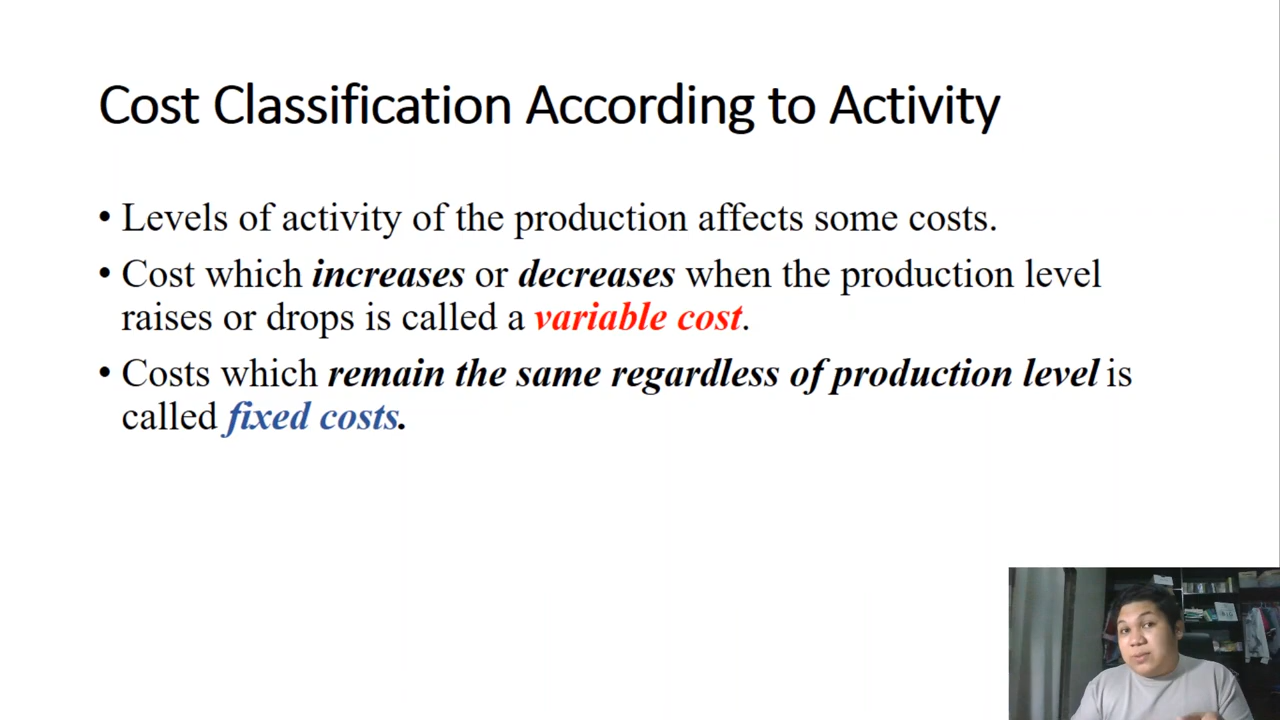 Cost Classification According to Activity
• Levels of activity of the production affects some costs.
• Cost which increases or decreases when the production level
raises or drops is called a variable cost.
• Costs which remain the same regardless of production level is
called fixed costs.